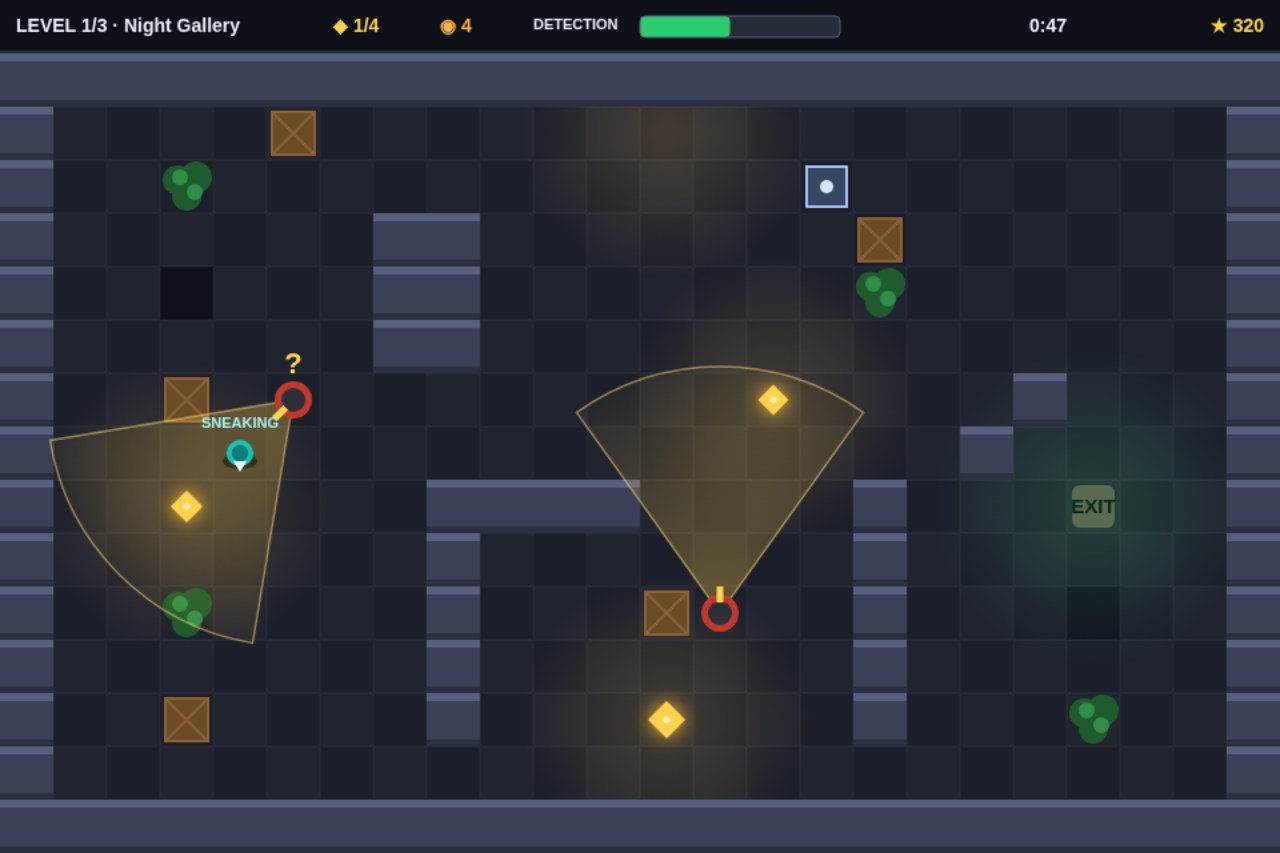 LEVEL 1/3 · Night Gallery
◆ 1/4
◉ 4
DETECTION
0:47
★ 320
?
SNEAKING
EXIT